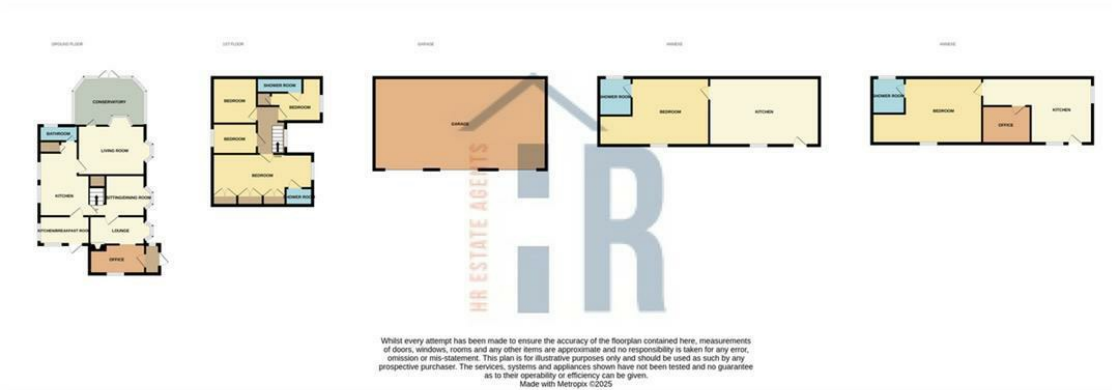 GROUND FLOOR
1ST FLOOR
GARAGE
ANNEXE
ANNEXE
CONSERVATORY
BATHROOM
LIVING ROOM
KITCHEN
SITTING/DINING ROOM
KITCHEN/BREAKFAST ROOM
LOUNGE
OFFICE
SHOWER ROOM
BEDROOM
BEDROOM
BEDROOM
BEDROOM
SHOWER ROOM
GARAGE
SHOWER ROOM
BEDROOM
KITCHEN
SHOWER ROOM
BEDROOM
OFFICE
KITCHEN
HR ESTATE AGENTS
HR
Whilst every attempt has been made to ensure the accuracy of the floorplan contained here, measurements
of doors, windows, rooms and any other items are approximate and no responsibility is taken for any error,
omission or mis-statement. This plan is for illustrative purposes only and should be used as such by any
prospective purchaser. The services, systems and appliances shown have not been tested and no guarantee
as to their operability or efficiency can be given.
Made with Metropix ©2025